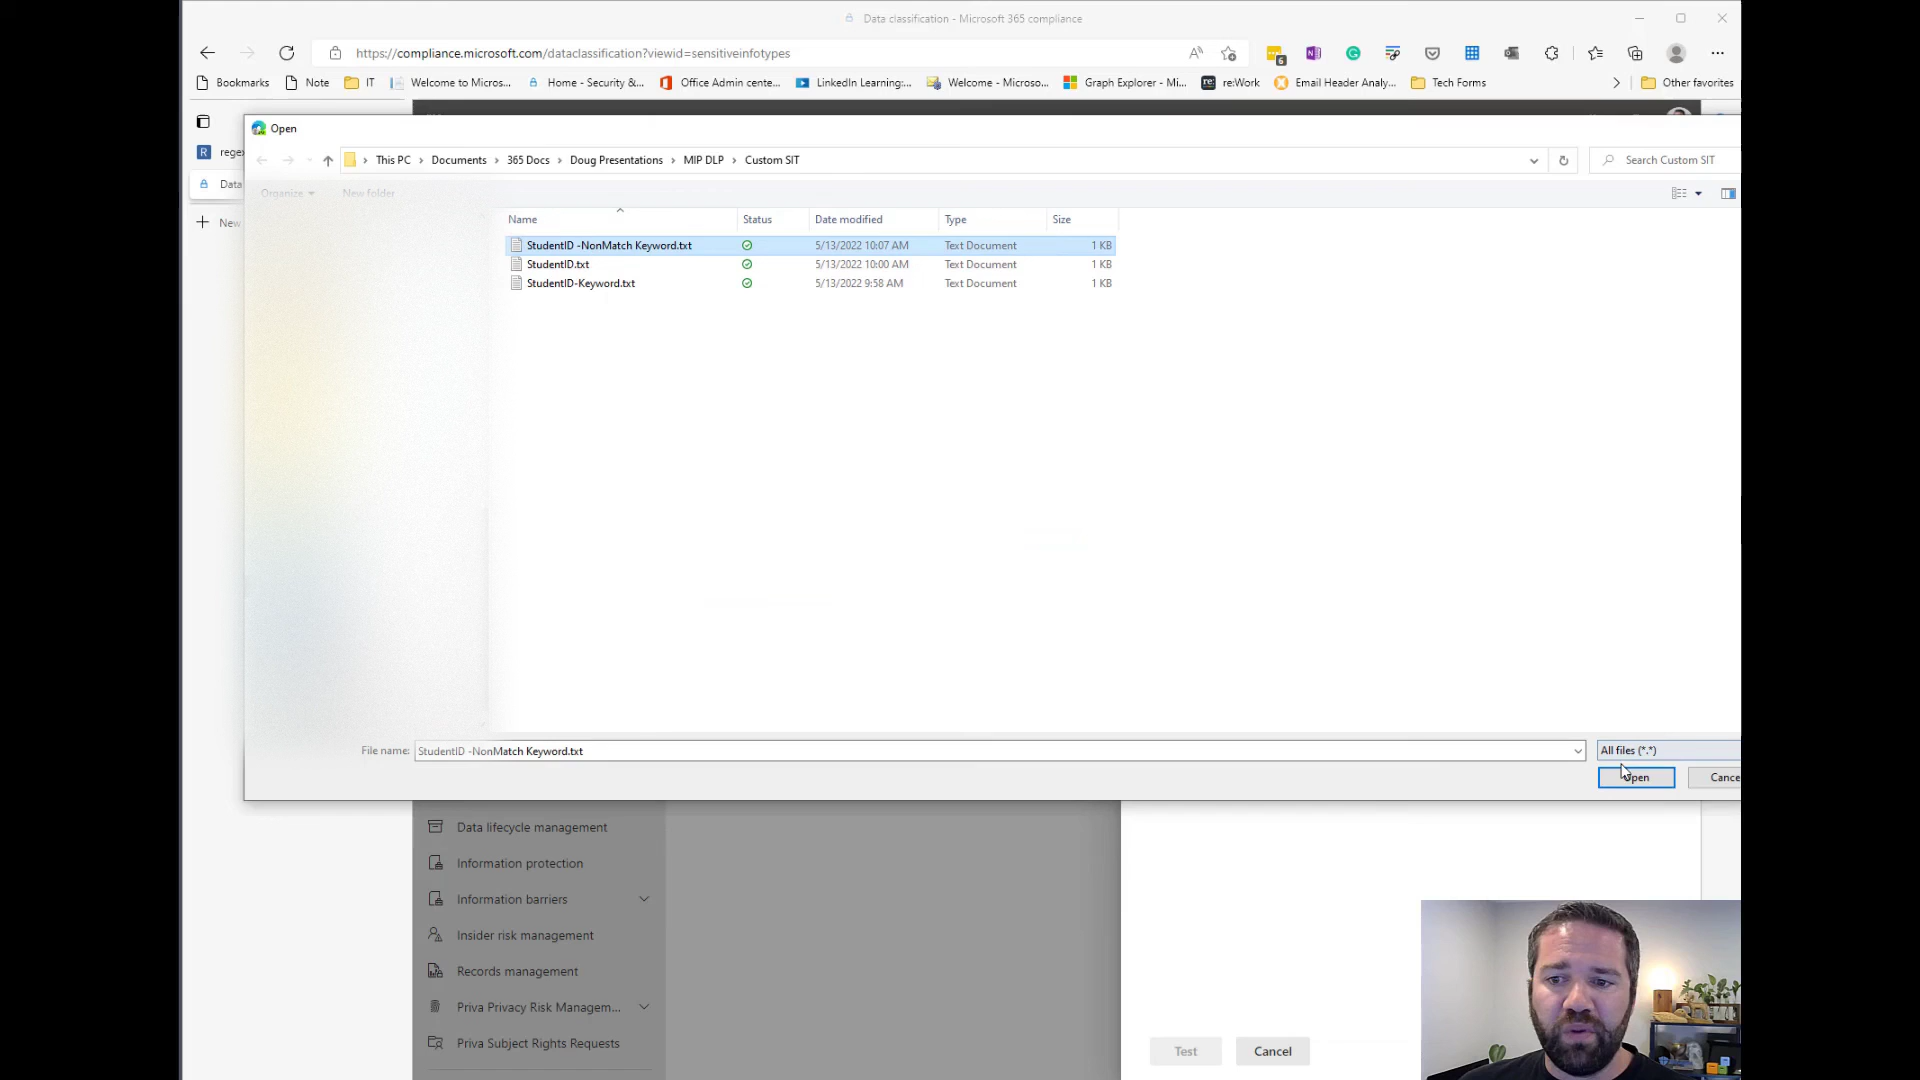 Data classification - Microsoft 365 compliance
https://compliance.microsoft.com/dataclassification?viewid=sensitiveinfotypes
6
Bookmarks Note IT Welcome to Micros... Home - Security &... Office Admin cente... LinkedIn Learning:... Welcome - Microso... Graph Explorer - Mi... re: re:Work Email Header Analy... Tech Forms Other favorites
Open
R regex
This PC Documents 365 Docs Doug Presentations MIP DLP Custom SIT Search Custom SIT
Data
Organize New folder
New
Name Status Date modified Type Size
StudentID -NonMatch Keyword.txt 5/13/2022 10:07 AM Text Document 1 KB
StudentID.txt 5/13/2022 10:00 AM Text Document 1 KB
StudentID-Keyword.txt 5/13/2022 9:58 AM Text Document 1 KB
File name: StudentID -NonMatch Keyword.txt All files (*.*)
Open Cance
Data lifecycle management
Information protection
Information barriers
Insider risk management
Records management
Priva Privacy Risk Managem...
Priva Subject Rights Requests
Test Cancel